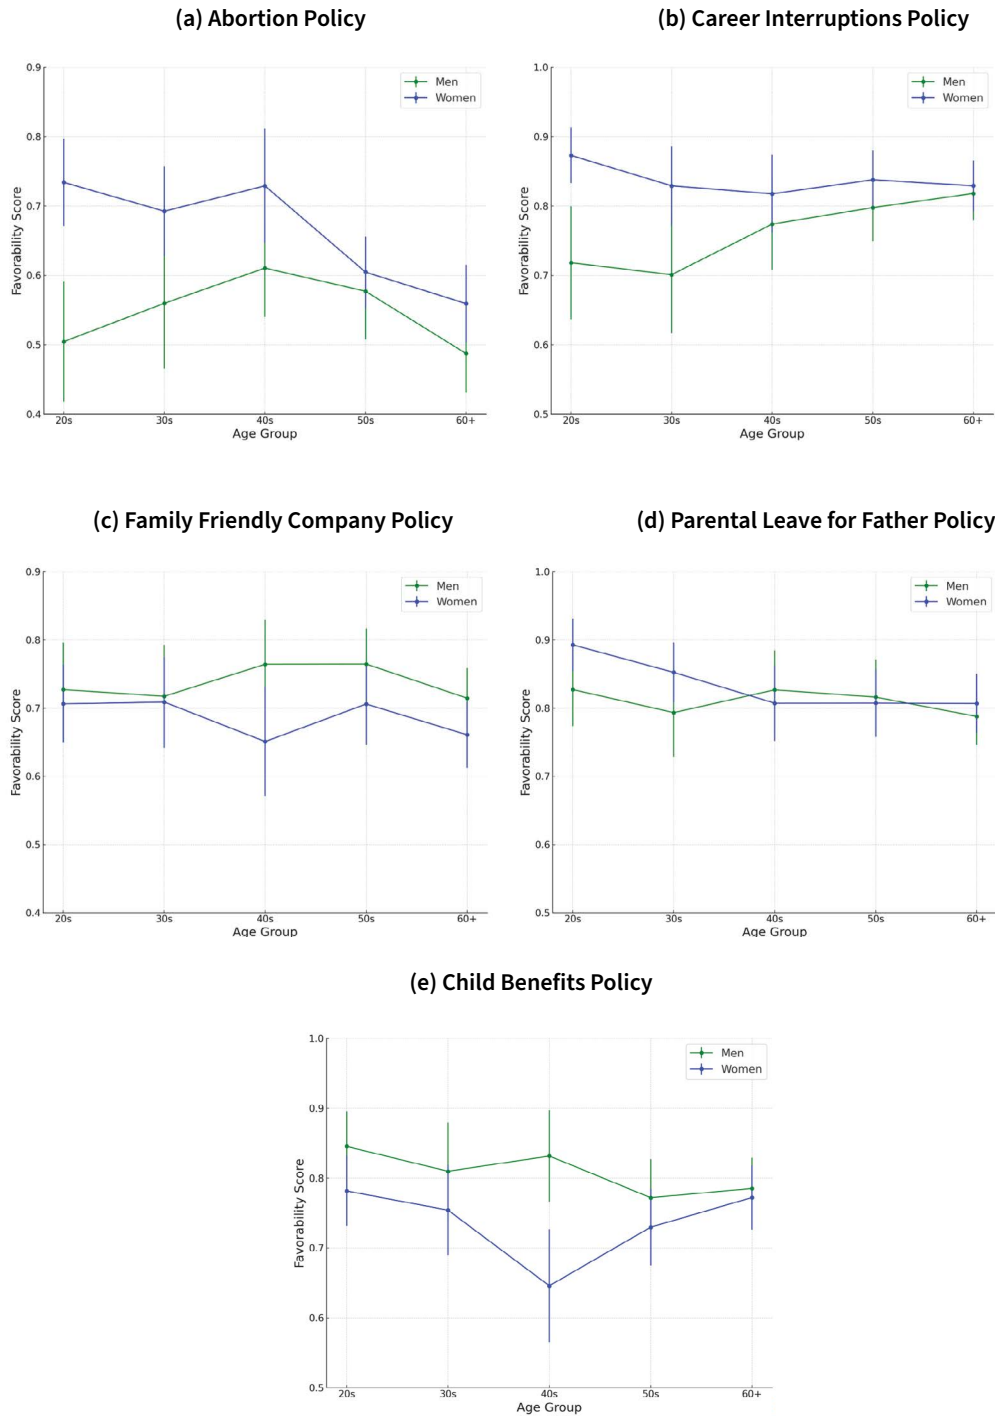 (a) Abortion Policy
0.9
0.8
0.7
0.6
0.5
0.4
Favorability Score
Men
Women
20s 30s 40s 50s 60+
Age Group
(b) Career Interruptions Policy
1.0
0.9
0.8
0.7
0.6
0.5
Favorability Score
Men
Women
20s 30s 40s 50s 60+
Age Group
(c) Family Friendly Company Policy
0.9
0.8
0.7
0.6
0.5
0.4
Favorability Score
Men
Women
20s 30s 40s 50s 60+
Age Group
(d) Parental Leave for Father Policy
1.0
0.9
0.8
0.7
0.6
0.5
Favorability Score
Men
Women
20s 30s 40s 50s 60+
Age Group
(e) Child Benefits Policy
1.0
0.9
0.8
0.7
0.6
0.5
Favorability Score
Men
Women
20s 30s 40s 50s 60+
Age Group